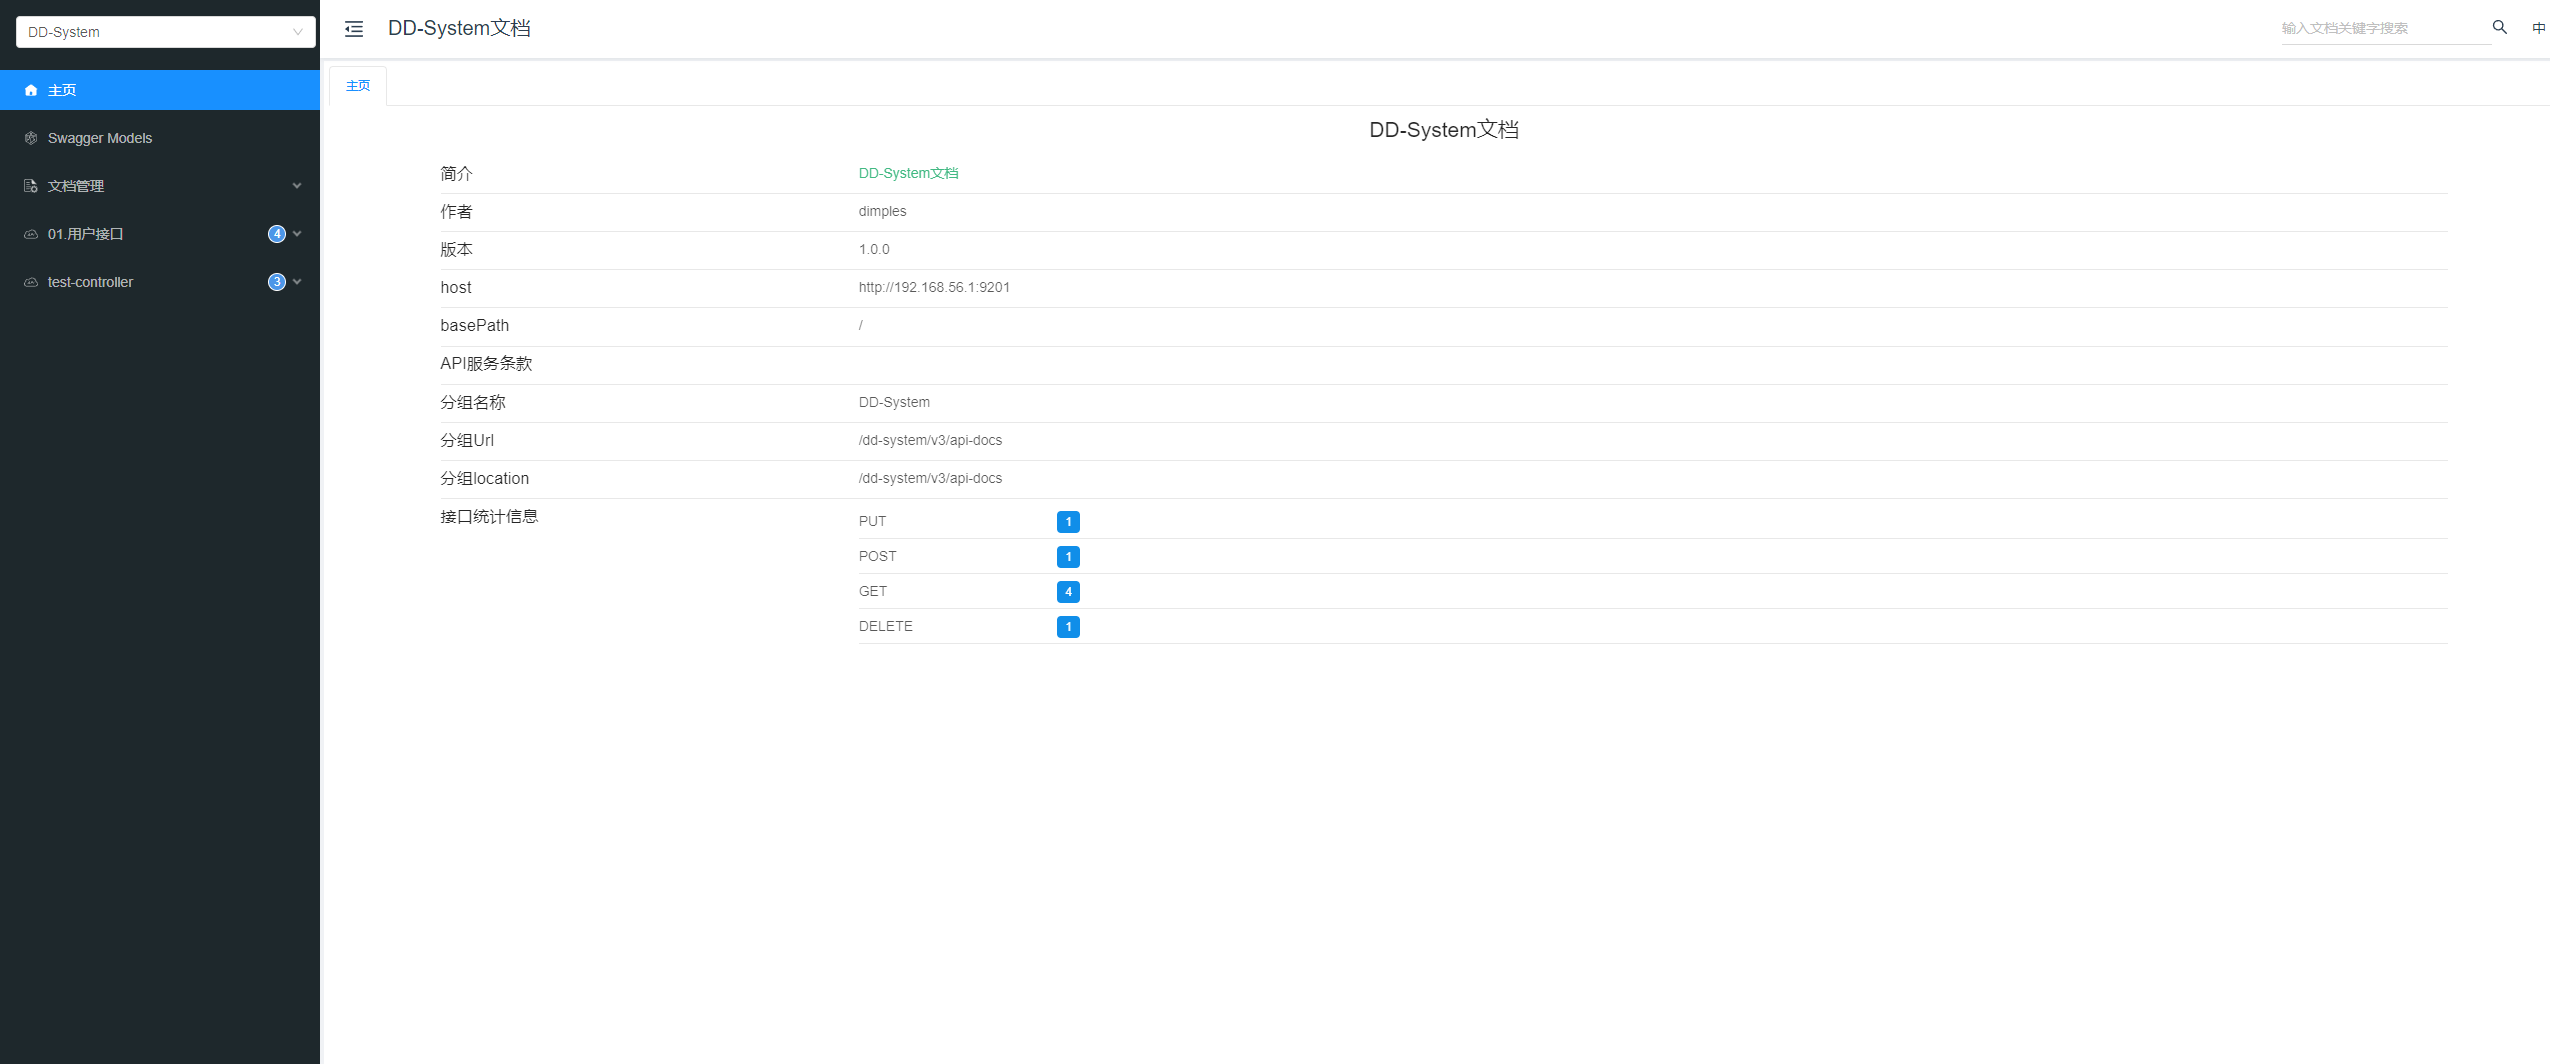 DD-System
主页
Swagger Models
文档管理
01.用户接口 4
test-controller 3
DD-System文档
输入文档关键字搜索
中
主页
DD-System文档
简介 DD-System文档
作者 dimples
版本 1.0.0
host http://192.168.56.1:9201
basePath /
API服务条款
分组名称 DD-System
分组Url /dd-system/v3/api-docs
分组location /dd-system/v3/api-docs
接口统计信息
PUT 1
POST 1
GET 4
DELETE 1